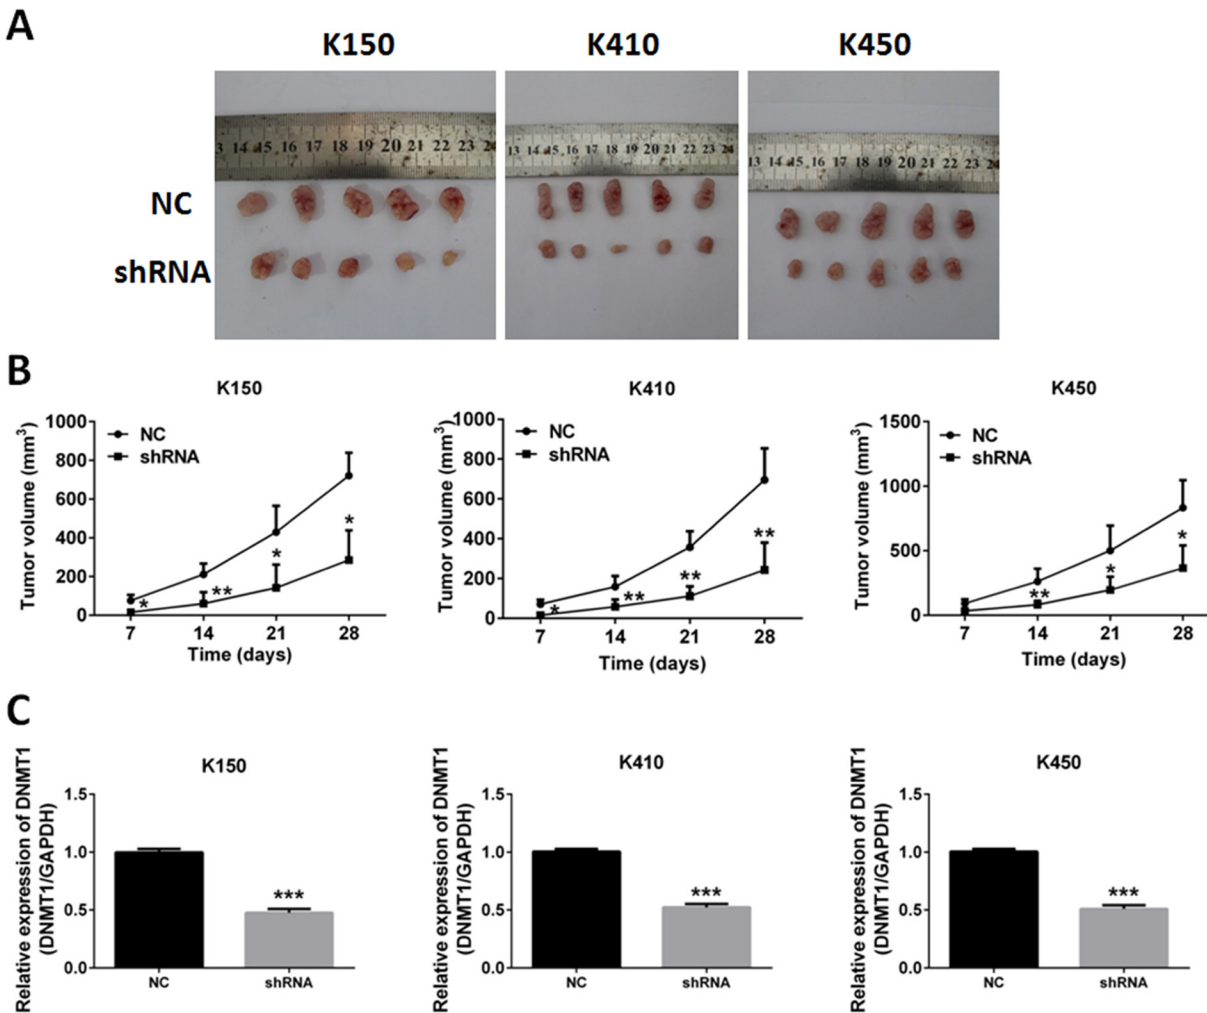 A
K150 K410 K450
3 14 15 16 17 18 19 20 21 22 23 24
13 14 15 16 17 18 19 20 21 22 23 24
13 14 15 16 17 18 19 20 21 22 23 24
NC
shRNA
B
K150
Tumor volume (mm³)
1000
800
600
400
200
0
NC
shRNA
*
**
*
*
7 14 21 28
Time (days)
K410
Tumor volume (mm³)
1000
800
600
400
200
0
NC
shRNA
*
**
**
**
7 14 21 28
Time (days)
K450
Tumor volume (mm³)
1500
1000
500
0
NC
shRNA
**
*
*
7 14 21 28
Time (days)
C
K150
Relative expression of DNMT1
(DNMT1/GAPDH)
1.5
1.0
0.5
0.0
***
NC shRNA
K410
Relative expression of DNMT1
(DNMT1/GAPDH)
1.5
1.0
0.5
0.0
***
NC shRNA
K450
Relative expression of DNMT1
(DNMT1/GAPDH)
1.5
1.0
0.5
0.0
***
NC shRNA